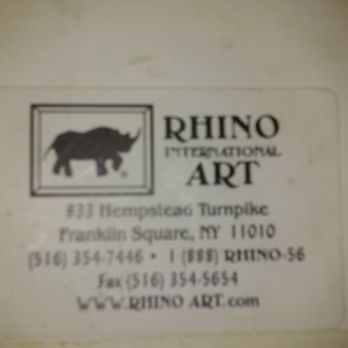 RHINO
INTERNATIONAL
ART
833 Hempstead Turnpike
Franklin Square, NY 11010
(516) 354-7446 • 1 (888) RHINO-56
Fax (516) 354-5654
WWW.RHINO ART.com